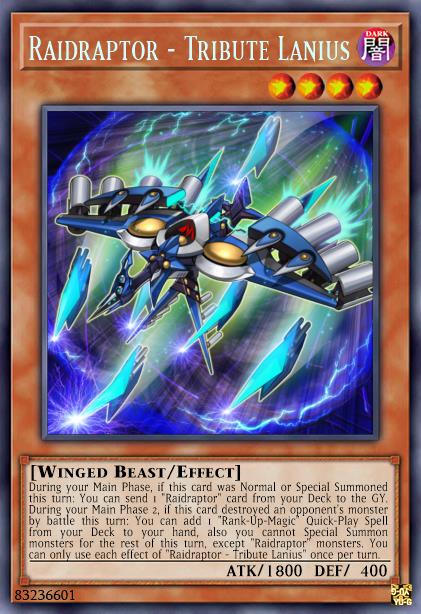 RAIDRAPTOR - TRIBUTE LANIUS
DARK
闇
[WINGED BEAST/EFFECT]
During your Main Phase, if this card was Normal or Special Summoned
this turn: You can send 1 "Raidraptor" card from your Deck to the GY.
During your Main Phase 2, if this card destroyed an opponent's monster
by battle this turn: You can add 1 "Rank-Up-Magic" Quick-Play Spell
from your Deck to your hand, also you cannot Special Summon
monsters for the rest of this turn, except "Raidraptor" monsters. You
can only use each effect of "Raidraptor - Tribute Lanius" once per turn.
ATK/1800 DEF/ 400
83236601